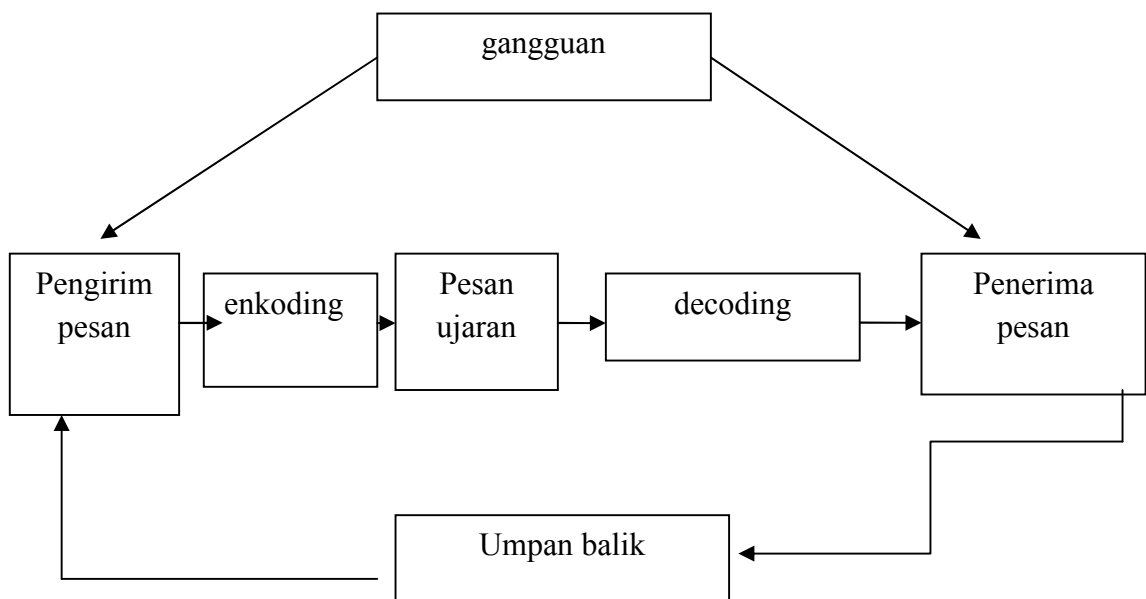 gangguan
Pengirim
pesan
enkoding
Pesan
ujaran
decoding
Penerima
pesan
Umpan balik